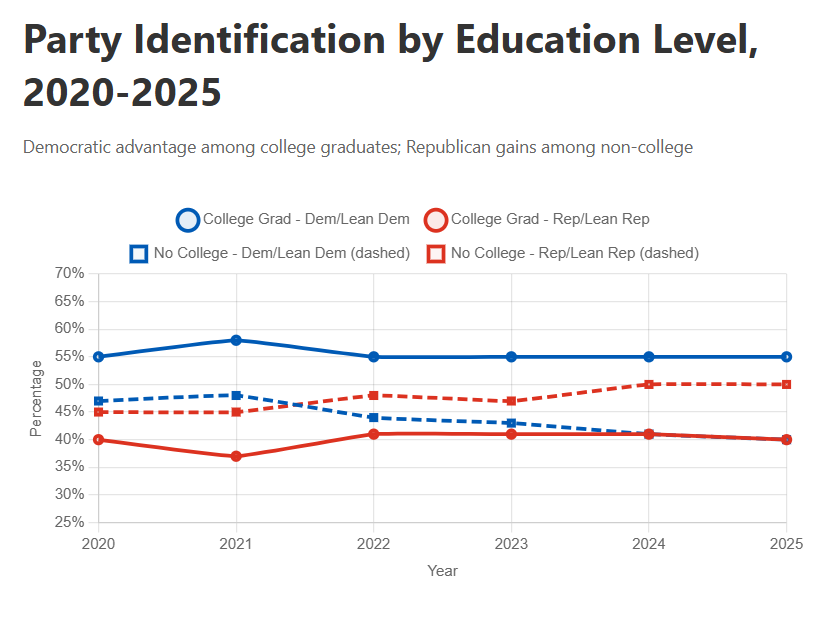 Party Identification by Education Level,
2020-2025
Democratic advantage among college graduates; Republican gains among non-college
College Grad - Dem/Lean Dem College Grad - Rep/Lean Rep
No College - Dem/Lean Dem (dashed) No College - Rep/Lean Rep (dashed)
70%
65%
60%
55%
50%
45%
40%
35%
30%
25%
Percentage
2020 2021 2022 2023 2024 2025
Year